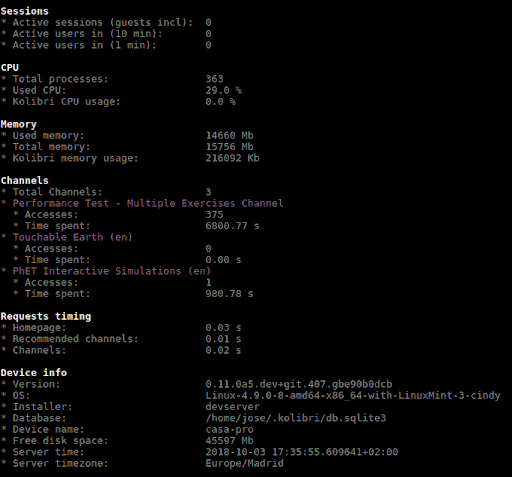 Sessions
* Active sessions (guests incl): 0
* Active users in (10 min): 0
* Active users in (1 min): 0
CPU
* Total processes: 363
* Used CPU: 29.0 %
* Kolibri CPU usage: 0.0 %
Memory
* Used memory: 14660 Mb
* Total memory: 15756 Mb
* Kolibri memory usage: 216092 Kb
Channels
* Total Channels: 3
* Performance Test - Multiple Exercises Channel
* Accesses: 375
* Time spent: 6800.77 s
* Touchable Earth (en)
* Accesses: 0
* Time spent: 0.00 s
* PhET Interactive Simulations (en)
* Accesses: 1
* Time spent: 980.78 s
Requests timing
* Homepage: 0.03 s
* Recommended channels: 0.01 s
* Channels: 0.02 s
Device info
* Version: 0.11.0a5.dev+git.407.gbe90b0dcb
* OS: Linux-4.9.0-8-amd64-x86_64-with-LinuxMint-3-cindy
* Installer: devserver
* Database: /home/jose/.kolibri/db.sqlite3
* Device name: casa-pro
* Free disk space: 45597 Mb
* Server time: 2018-10-03 17:35:55.609641+02:00
* Server timezone: Europe/Madrid